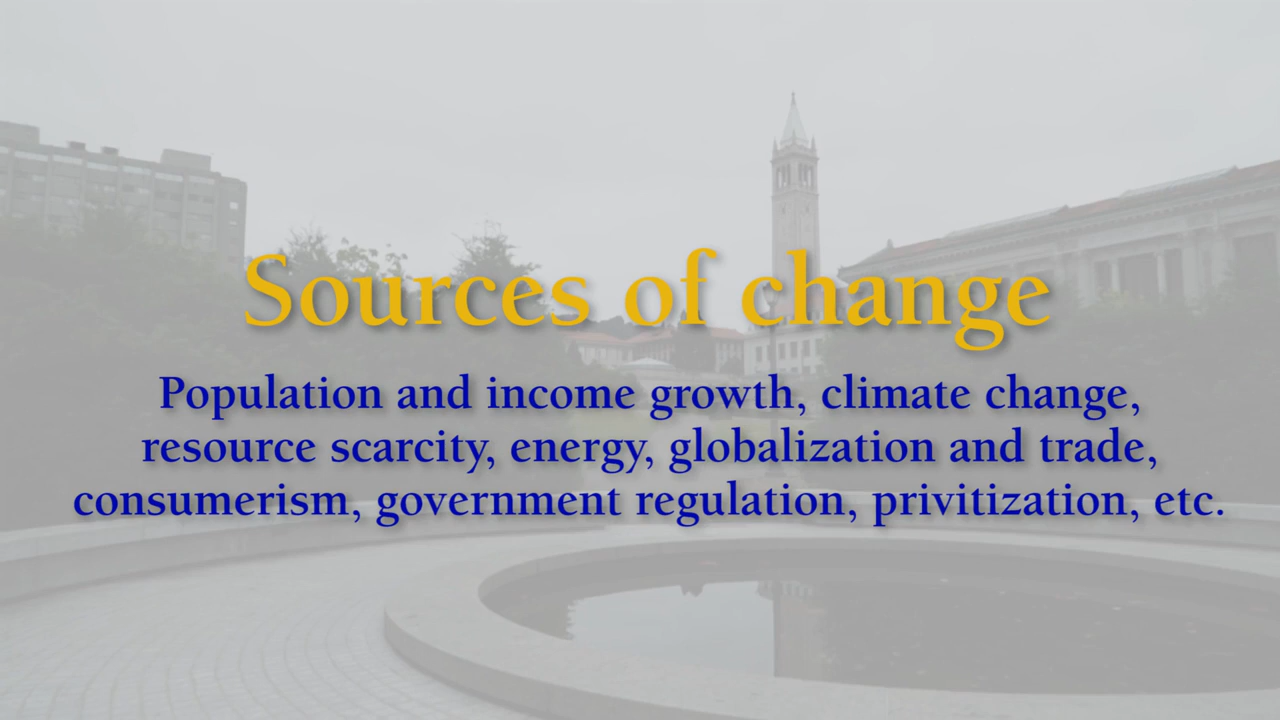 Sources of change
Population and income growth, climate change,
resource scarcity, energy, globalization and trade,
consumerism, government regulation, privitization, etc.